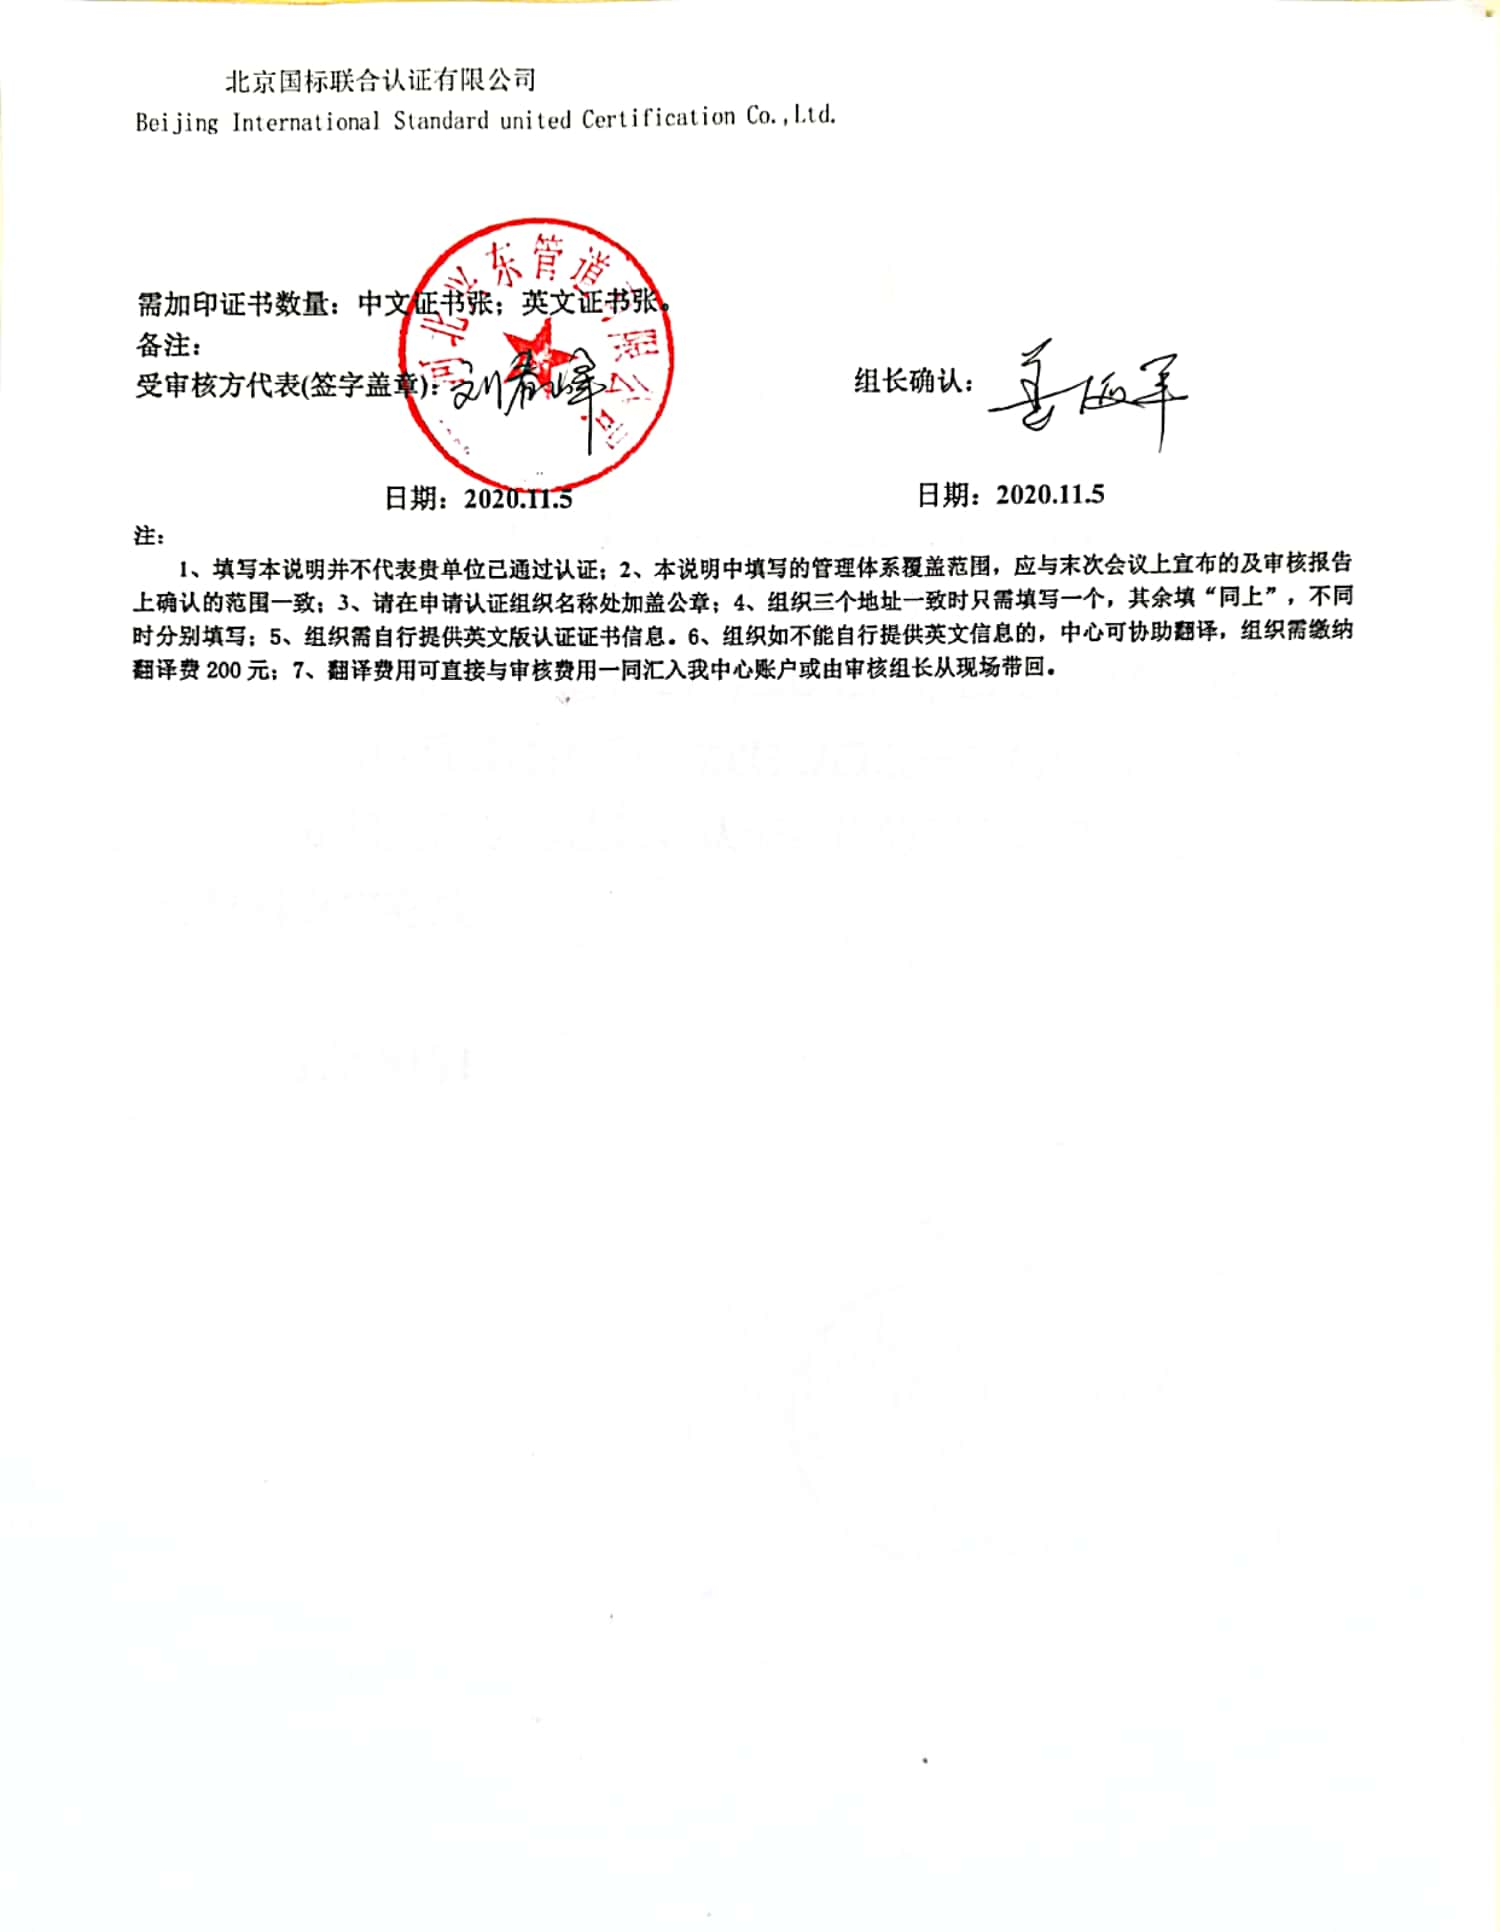 北京国标联合认证有限公司
Beijing International Standard united Certification Co.,Ltd.
河北兴东管道有限公司
需加印证书数量：中文证书张；英文证书张。
备注：
受审核方代表(签字盖章)：
组长确认：
日期：2020.11.5
日期：2020.11.5
注：
1、填写本说明并不代表贵单位已通过认证；2、本说明中填写的管理体系覆盖范围，应与末次会议上宣布的及审核报告
上确认的范围一致；3、请在申请认证组织名称处加盖公章；4、组织三个地址一致时只需填写一个，其余填“同上”，不同
时分别填写；5、组织需自行提供英文版认证证书信息。6、组织如不能自行提供英文信息的，中心可协助翻译，组织需缴纳
翻译费 200 元；7、翻译费用可直接与审核费用一同汇入我中心账户或由审核组长从现场带回。